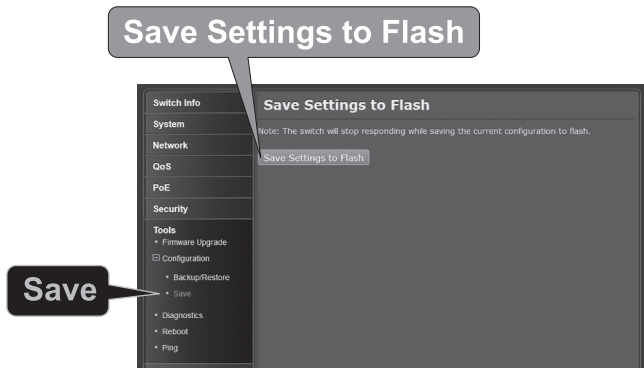 Save Settings to Flash
Switch Info
System
Network
QoS
PoE
Security
Tools
• Firmware Upgrade
Configuration
• Backup/Restore
• Save
• Diagnostics
• Reboot
• Ping
Save Settings to Flash
Note: The switch will stop responding while saving the current configuration to flash.
Save Settings to Flash
Save